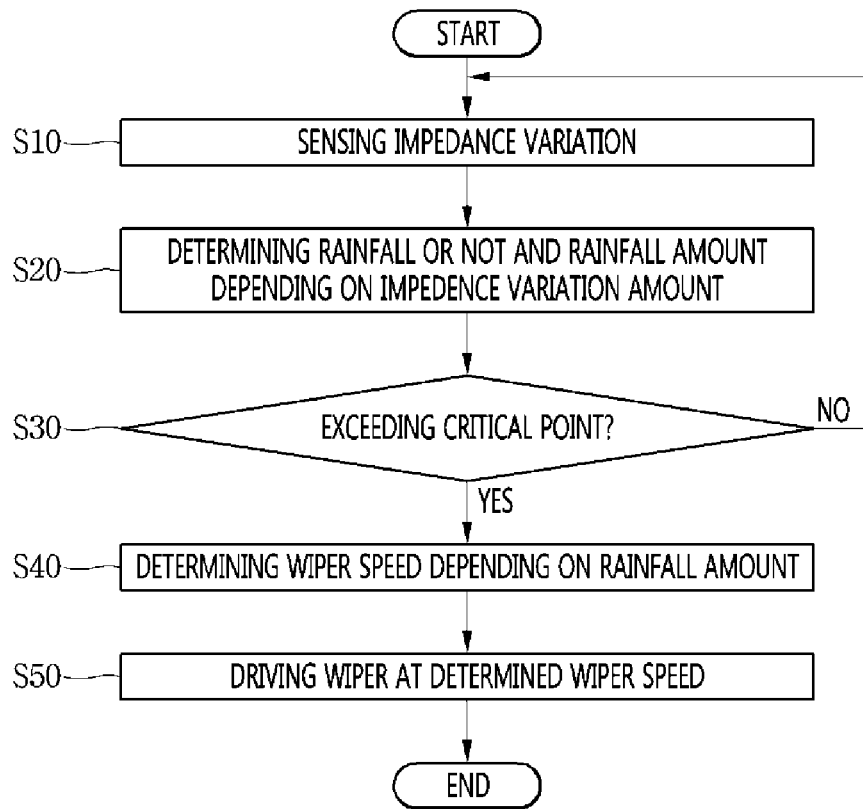 START
S10
SENSING IMPEDANCE VARIATION
S20
DETERMINING RAINFALL OR NOT AND RAINFALL AMOUNT
DEPENDING ON IMPEDENCE VARIATION AMOUNT
S30
EXCEEDING CRITICAL POINT?
NO
YES
S40
DETERMINING WIPER SPEED DEPENDING ON RAINFALL AMOUNT
S50
DRIVING WIPER AT DETERMINED WIPER SPEED
END